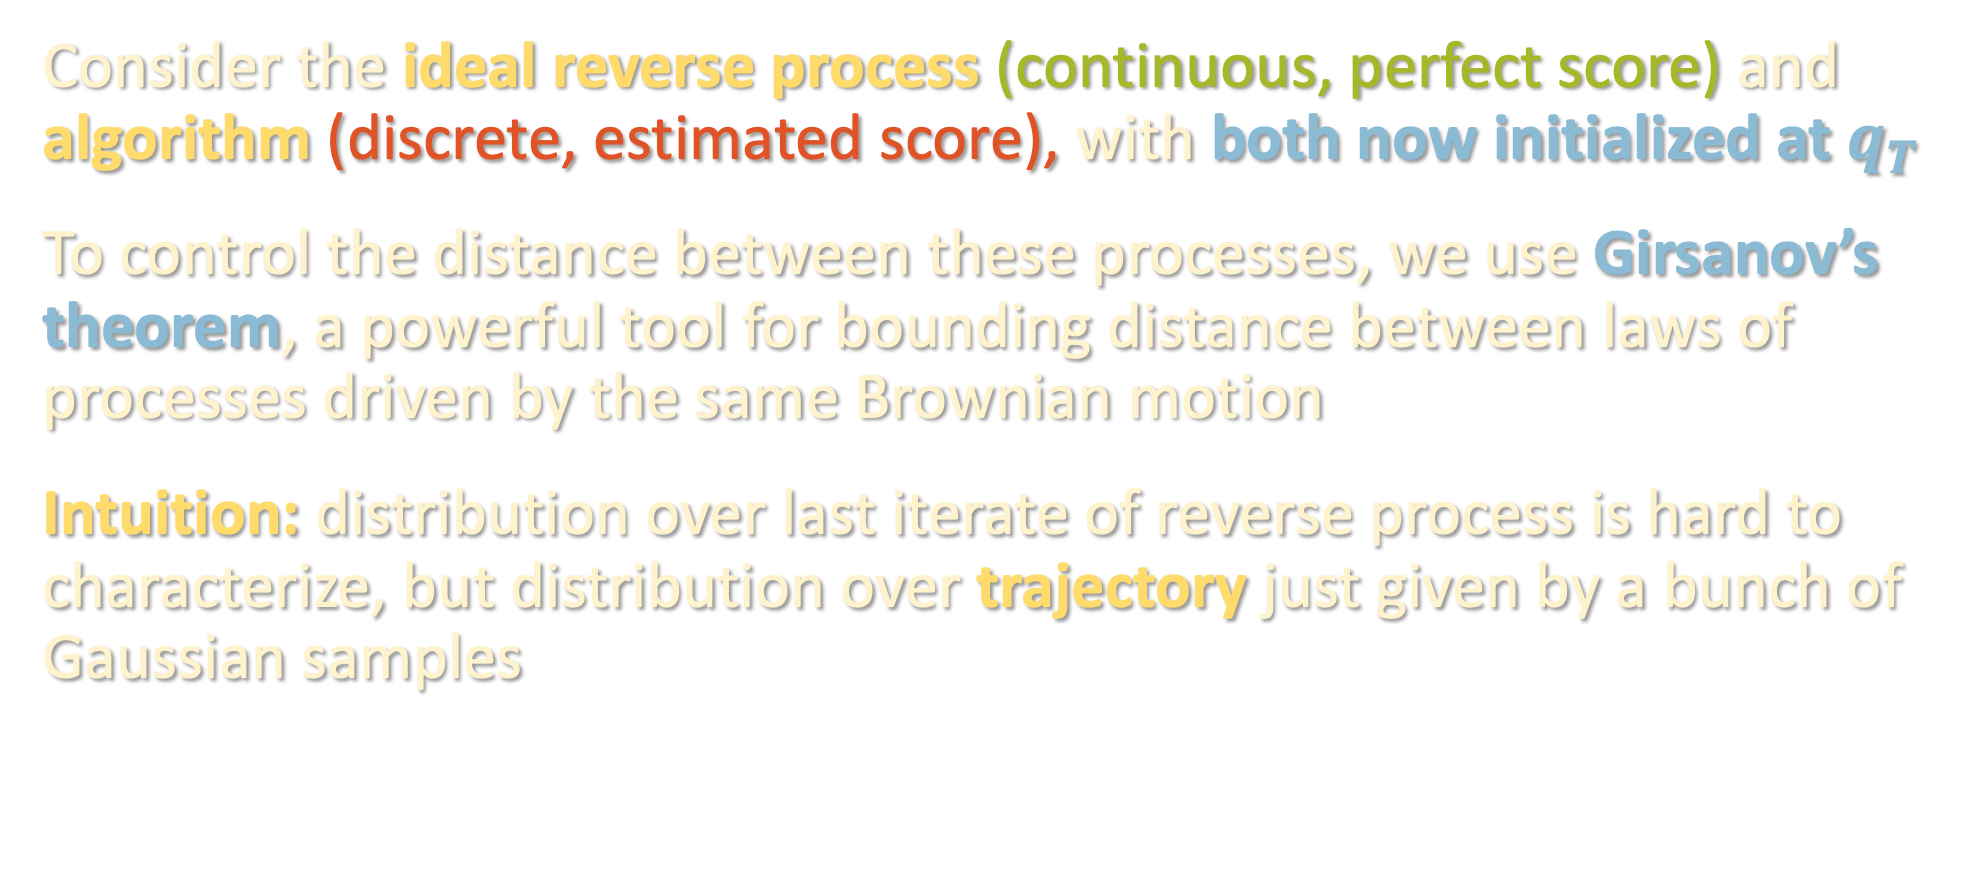 Consider the ideal reverse process (continuous, perfect score) and
algorithm (discrete, estimated score), with both now initialized at q_T
To control the distance between these processes, we use Girsanov’s
theorem, a powerful tool for bounding distance between laws of
processes driven by the same Brownian motion
Intuition: distribution over last iterate of reverse process is hard to
characterize, but distribution over trajectory just given by a bunch of
Gaussian samples